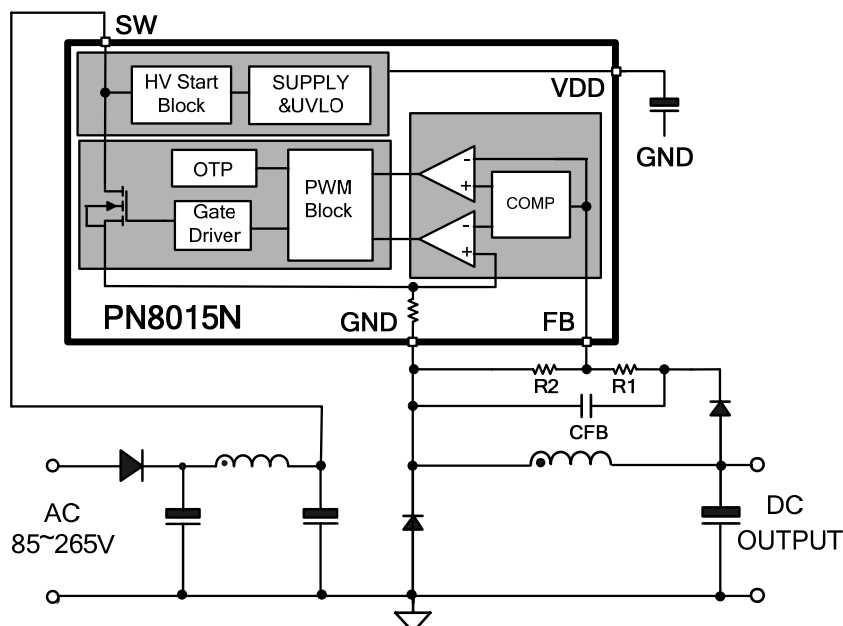 SW
HV Start
Block
SUPPLY
&UVLO
VDD
GND
OTP
PWM
Block
Gate
Driver
-
+
-
+
COMP
PN8015N
GND
FB
R2
R1
CFB
AC
85~265V
DC
OUTPUT